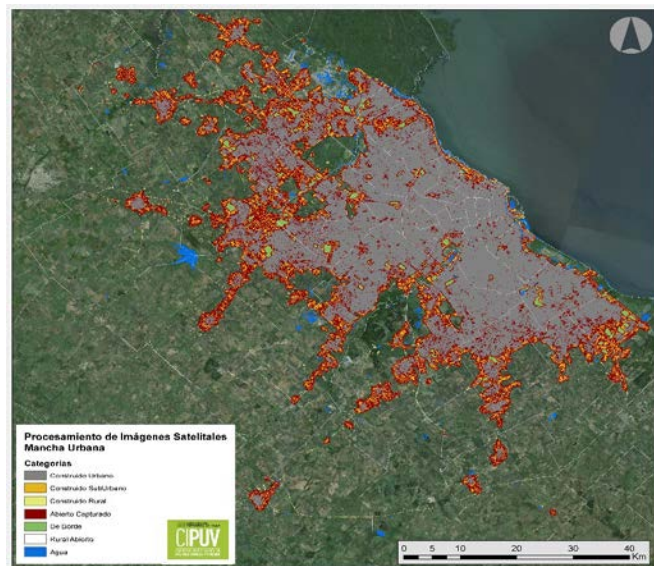 Procesamiento de Imágenes Satelitales
Mancha Urbana
Categorías
Construido Urbano
Construido SubUrbano
Construido Rural
Abierto Capturado
De Borde
Rural Abierto
Agua
CIPUV
0 5 10 20 30 40
Km